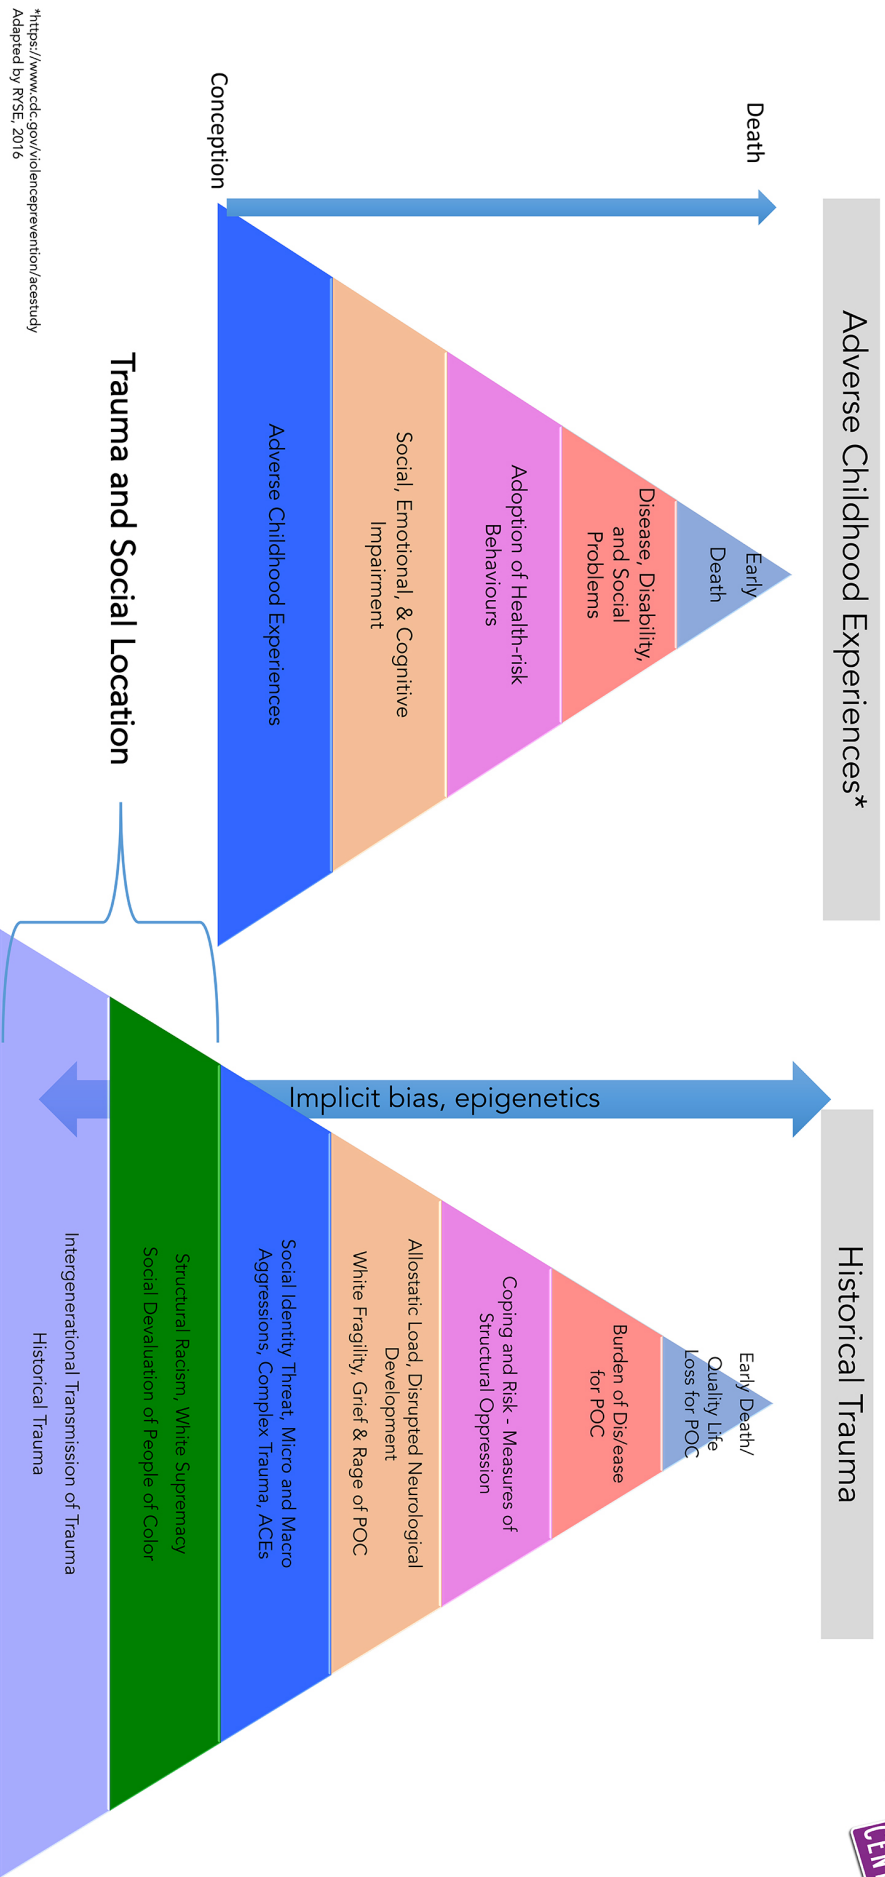 Adverse Childhood Experiences*
Death
Early
Death
Disease, Disability,
and Social
Problems
Adoption of Health-risk
Behaviours
Social, Emotional, & Cognitive
Impairment
Adverse Childhood Experiences
Conception
Trauma and Social Location
*https://www.cdc.gov/violenceprevention/acestudy
Adapted by RYSE, 2016
Historical Trauma
Implicit bias, epigenetics
Early Death/
Quality Life
Loss for POC
Burden of Dis/ease
for POC
Coping and Risk - Measures of
Structural Oppression
Allostatic Load, Disrupted Neurological
Development
White Fragility, Grief & Rage of POC
Social Identity Threat, Micro and Macro
Aggressions, Complex Trauma, ACEs
Structural Racism, White Supremacy
Social Devaluation of People of Color
Intergenerational Transmission of Trauma
Historical Trauma